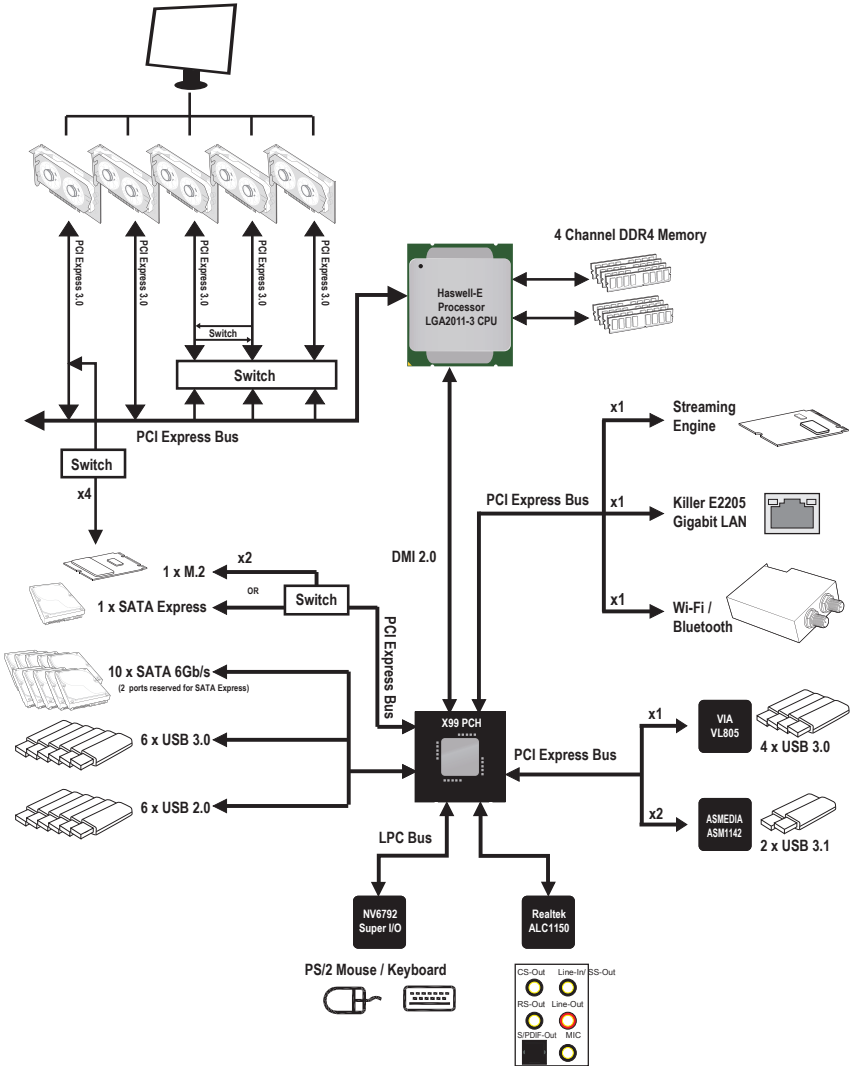 PCI Express 3.0
PCI Express 3.0
PCI Express 3.0
PCI Express 3.0
PCI Express 3.0
Switch
Switch
PCI Express Bus
Switch
x4
4 Channel DDR4 Memory
Haswell-E
Processor
LGA2011-3 CPU
x1
Streaming
Engine
PCI Express Bus
x1
Killer E2205
Gigabit LAN
x1
Wi-Fi /
Bluetooth
DMI 2.0
1 x M.2
x2
OR
Switch
1 x SATA Express
PCI Express Bus
10 x SATA 6Gb/s
(2 ports reserved for SATA Express)
6 x USB 3.0
6 x USB 2.0
X99 PCH
PCI Express Bus
x1
VIA
VL805
4 x USB 3.0
x2
ASMEDIA
ASM1142
2 x USB 3.1
LPC Bus
NV6792
Super I/O
Realtek
ALC1150
PS/2 Mouse / Keyboard
CS-Out
Line-In/ SS-Out
RS-Out
Line-Out
S/PDIF-Out
MIC